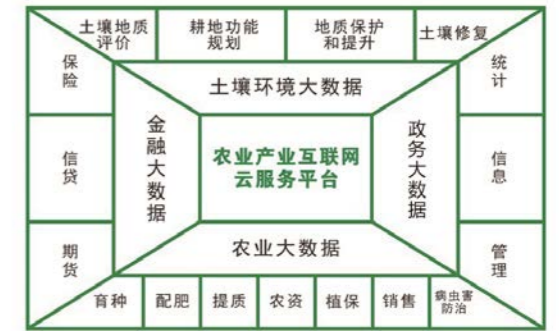 土壤地质
评价
耕地功能
规划
地质保护
和提升
土壤修复
保险
信贷
期货
土壤环境大数据
金融大数据
农业产业互联网
云服务平台
政务大数据
农业大数据
统计
信息
管理
育种
配肥
提质
农资
植保
销售
病虫害
防治